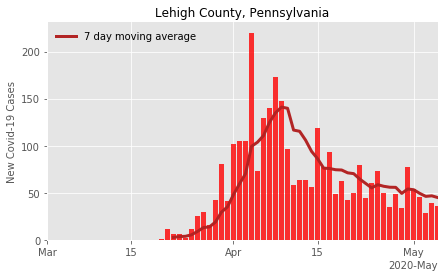 Lehigh County, Pennsylvania
7 day moving average
New Covid-19 Cases
200
150
100
50
0
Mar
15
Apr
15
May
2020-May